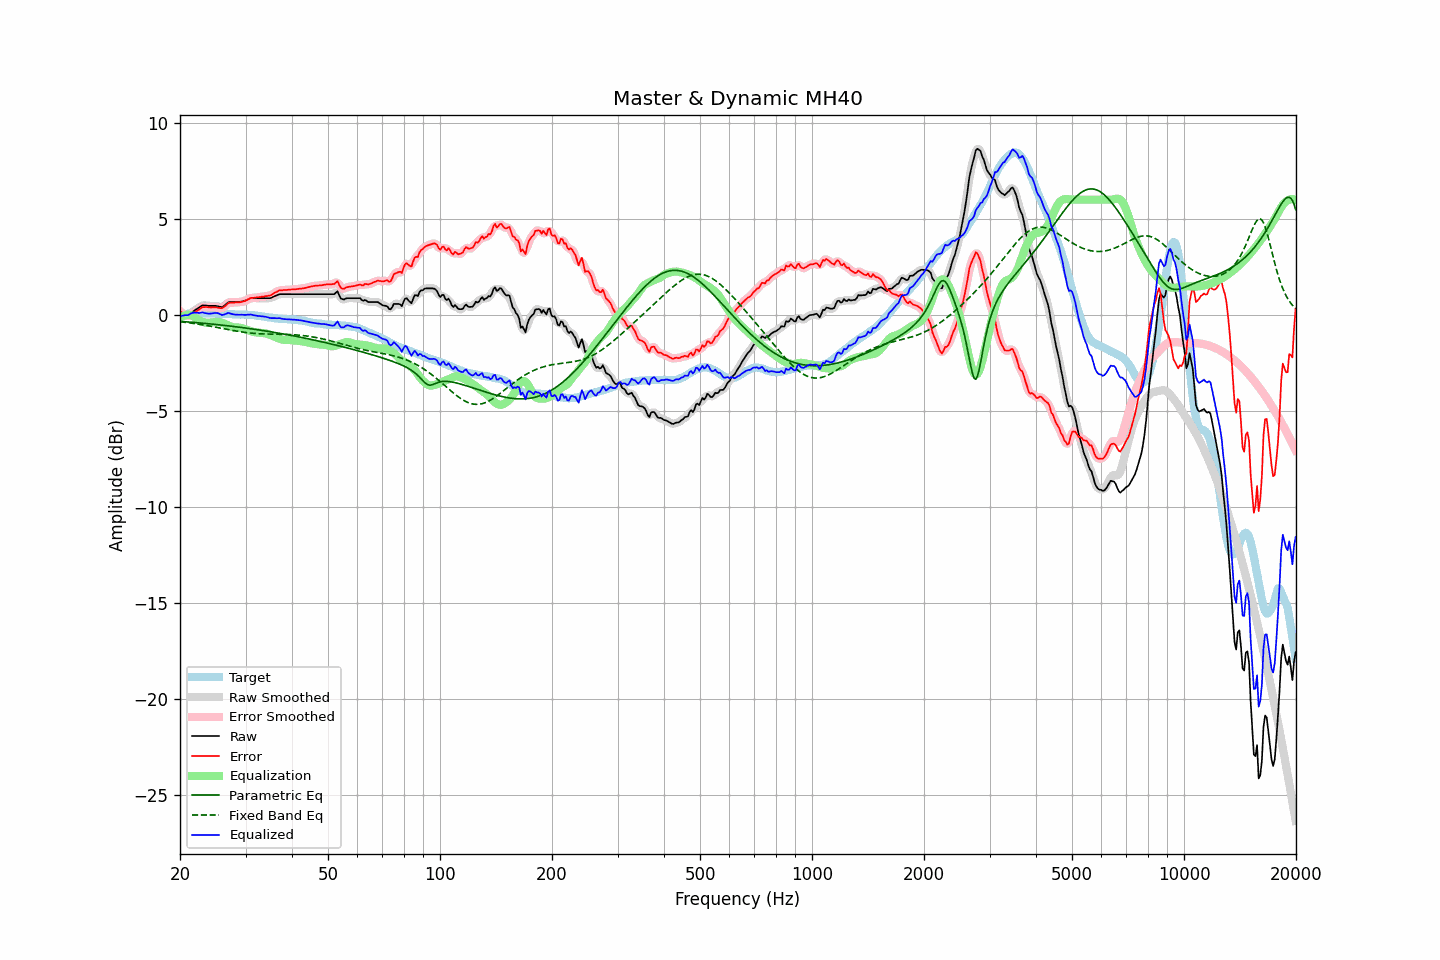 Master & Dynamic MH40
10
5
0
−5
−10
−15
−20
−25
Amplitude (dBr)
Target
Raw Smoothed
Error Smoothed
Raw
Error
Equalization
Parametric Eq
Fixed Band Eq
Equalized
20 50 100 200 500 1000 2000 5000 10000 20000
Frequency (Hz)